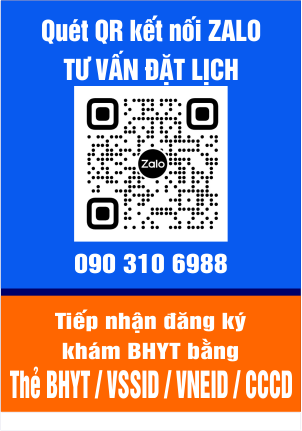 Quét QR kết nối ZALO
TƯ VẤN ĐẶT LỊCH
Zalo
090 310 6988
Tiếp nhận đăng ký
khám BHYT bằng
Thẻ BHYT / VSSID / VNEID / CCCD